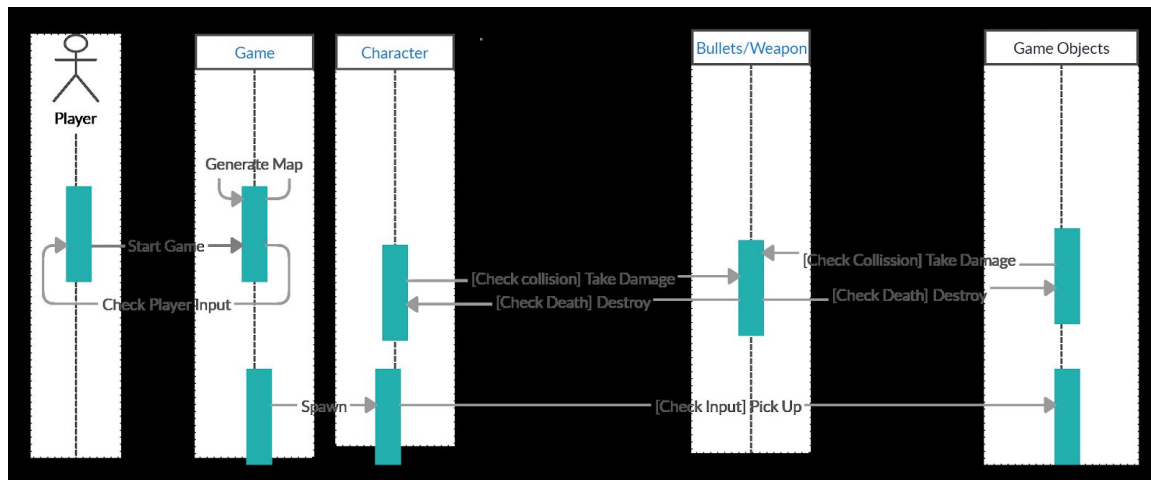 Player
Game
Character
Bullets/Weapon
Game Objects
Generate Map
Start Game
Check Player Input
[Check collision] Take Damage
[Check Collission] Take Damage
[Check Death] Destroy
[Check Death] Destroy
Spawn
[Check Input] Pick Up